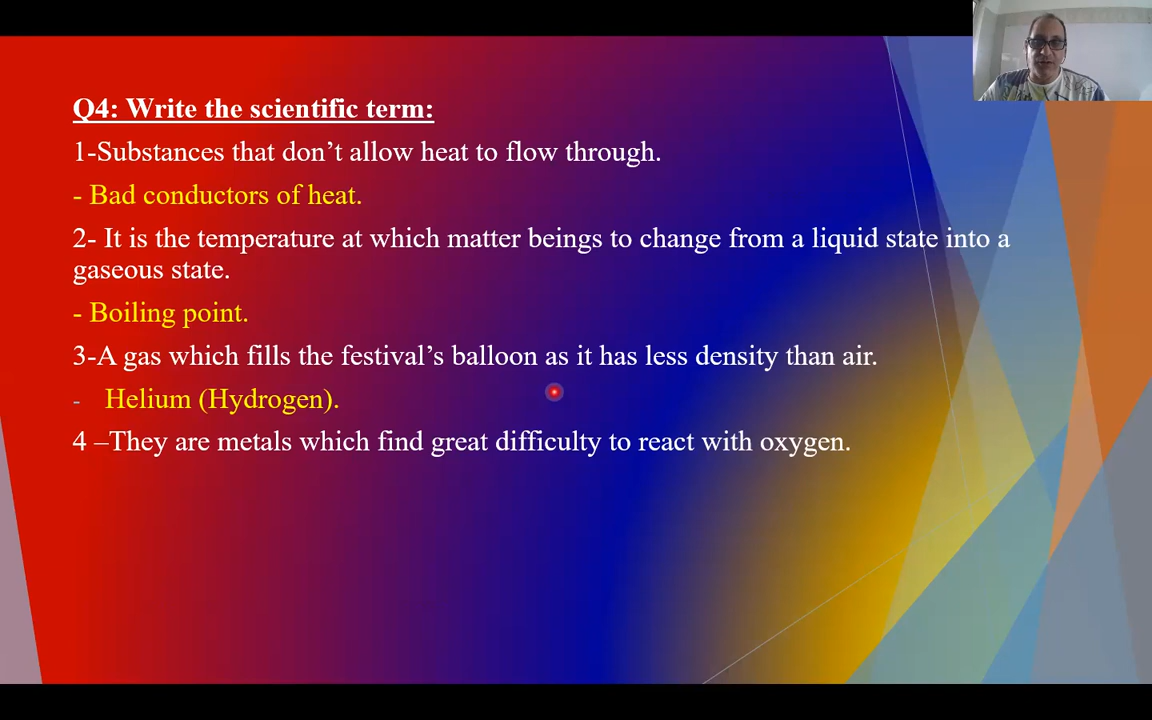 Q4: Write the scientific term:
1-Substances that don’t allow heat to flow through.
- Bad conductors of heat.
2- It is the temperature at which matter beings to change from a liquid state into a
gaseous state.
- Boiling point.
3-A gas which fills the festival’s balloon as it has less density than air.
- Helium (Hydrogen).
4 –They are metals which find great difficulty to react with oxygen.